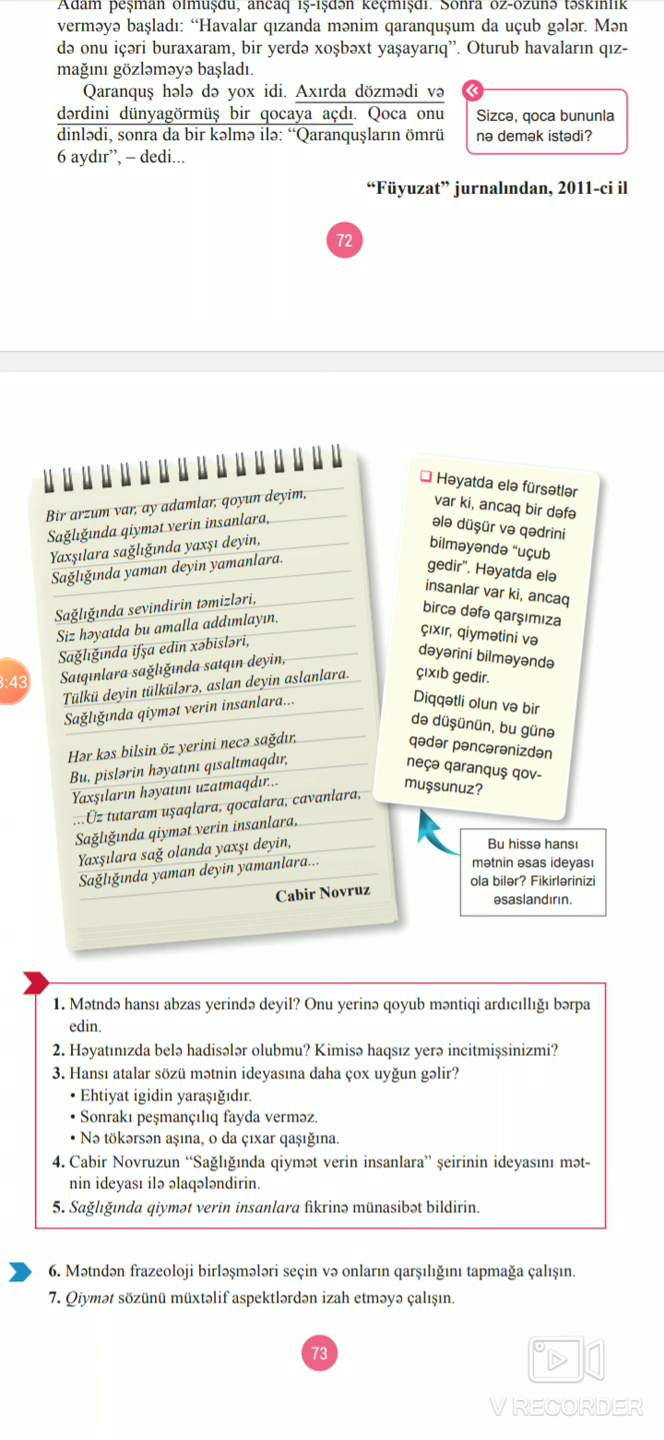 Adam peşman olmuşdu, ancaq iş-işdən keçmişdi. Sonra öz-özünə təskinlik
verməyə başladı: “Havalar qızanda mənim qaranquşum da uçub gələr. Mən
də onu içəri buraxaram, bir yerdə xoşbəxt yaşayarıq”. Oturub havaların qız-
mağını gözləməyə başladı.
Qaranquş hələ də yox idi. Axırda dözmədi və
dərdini dünyagörmüş bir qocaya açdı. Qoca onu
dinlədi, sonra da bir kəlmə ilə: “Qaranquşların ömrü
6 aydır”, – dedi...
Sizcə, qoca bununla
nə demək istədi?
“Füyuzat” jurnalından, 2011-ci il
72
Bir arzum var, ay adamlar, qoyun deyim,
Sağlığında qiymət verin insanlara,
Yaxşılara sağlığında yaxşı deyin,
Sağlığında yaman deyin yamanlara.
Sağlığında sevindirin təmizləri,
Siz həyatda bu amalla addımlayın.
Sağlığında ifşa edin xəbisləri,
Satqınlara sağlığında satqın deyin,
Tülkü deyin tülkülərə, aslan deyin aslanlara.
Sağlığında qiymət verin insanlara...
Hər kəs bilsin öz yerini necə sağdır,
Bu, pislərin həyatını qısaltmaqdır,
Yaxşıların həyatını uzatmaqdır...
...Üz tutaram uşaqlara, qocalara, cavanlara,
Sağlığında qiymət verin insanlara,
Yaxşılara sağ olanda yaxşı deyin,
Sağlığında yaman deyin yamanlara...
Cabir Novruz
Həyatda elə fürsətlər
var ki, ancaq bir dəfə
ələ düşür və qədrini
bilməyəndə “uçub
gedir”. Həyatda elə
insanlar var ki, ancaq
bircə dəfə qarşımıza
çıxır, qiymətini və
dəyərini bilməyəndə
çıxıb gedir.
Diqqətli olun və bir
də düşünün, bu günə
qədər pəncərənizdən
neçə qaranquş qov-
muşsunuz?
3:43
Bu hissə hansı
mətnin əsas ideyası
ola bilər? Fikirlərinizi
əsaslandırın.
1. Mətndə hansı abzas yerində deyil? Onu yerinə qoyub məntiqi ardıcıllığı bərpa
edin.
2. Həyatınızda belə hadisələr olubmu? Kimisə haqsız yerə incitmişsinizmi?
3. Hansı atalar sözü mətnin ideyasına daha çox uyğun gəlir?
• Ehtiyat igidin yaraşığıdır.
• Sonrakı peşmançılıq fayda verməz.
• Nə tökərsən aşına, o da çıxar qaşığına.
4. Cabir Novruzun “Sağlığında qiymət verin insanlara” şeirinin ideyasını mət-
nin ideyası ilə əlaqələndirin.
5. Sağlığında qiymət verin insanlara fikrinə münasibət bildirin.
6. Mətndən frazeoloji birləşmələri seçin və onların qarşılığını tapmağa çalışın.
7. Qiymət sözünü müxtəlif aspektlərdən izah etməyə çalışın.
73
V RECORDER